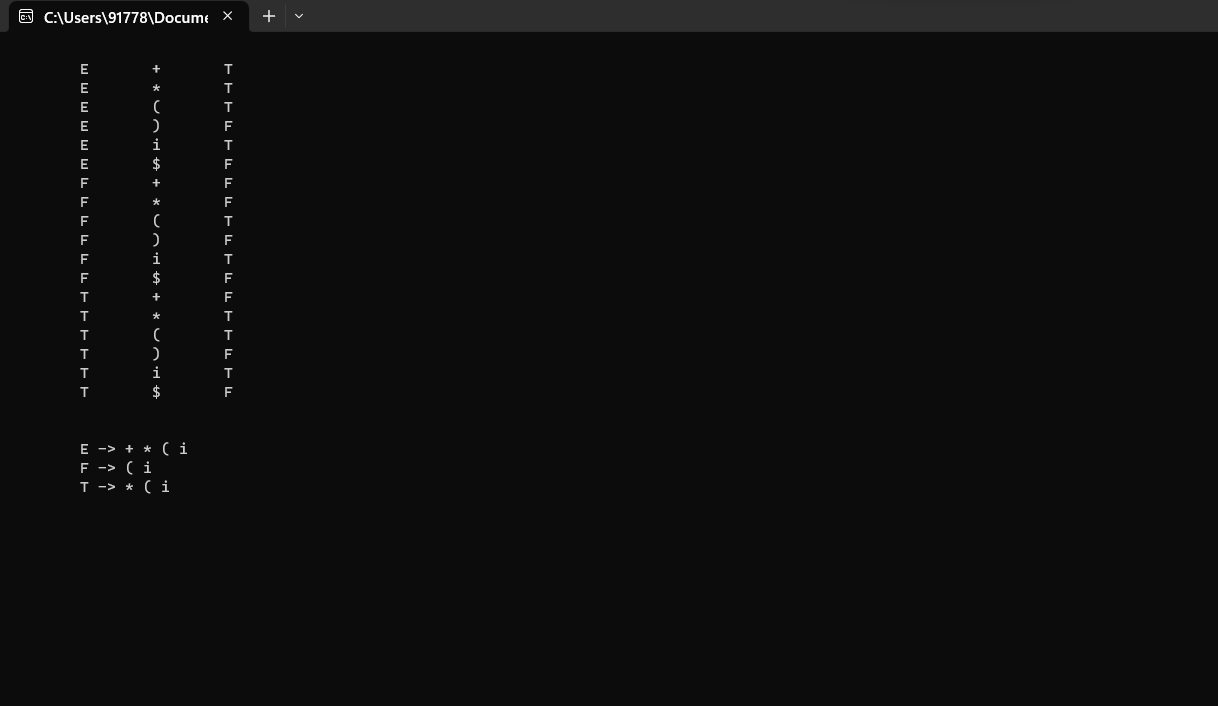 C:\Users\91778\Docume
E + T
E * T
E ( T
E ) F
E i T
E $ F
F + F
F * F
F ( T
F ) F
F i T
F $ F
T + F
T * T
T ( T
T ) F
T i T
T $ F
E -> + * ( i
F -> ( i
T -> * ( i